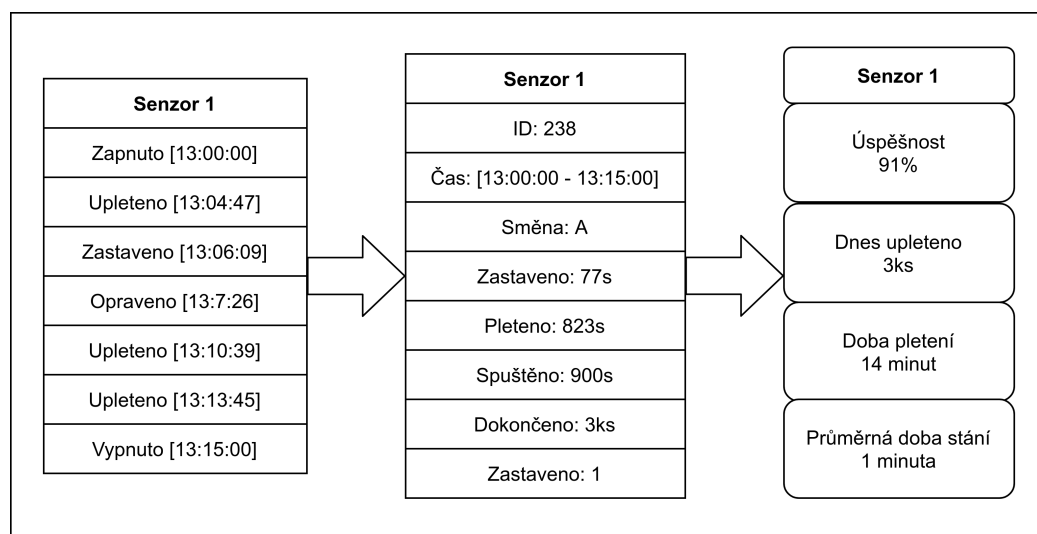 Senzor 1
Zapnuto [13:00:00]
Upleteno [13:04:47]
Zastaveno [13:06:09]
Opraveno [13:7:26]
Upleteno [13:10:39]
Upleteno [13:13:45]
Vypnuto [13:15:00]
Senzor 1
ID: 238
Čas: [13:00:00 - 13:15:00]
Směna: A
Zastaveno: 77s
Pleteno: 823s
Spuštěno: 900s
Dokončeno: 3ks
Zastaveno: 1
Senzor 1
Úspěšnost
91%
Dnes upleteno
3ks
Doba pletení
14 minut
Průměrná doba stání
1 minuta